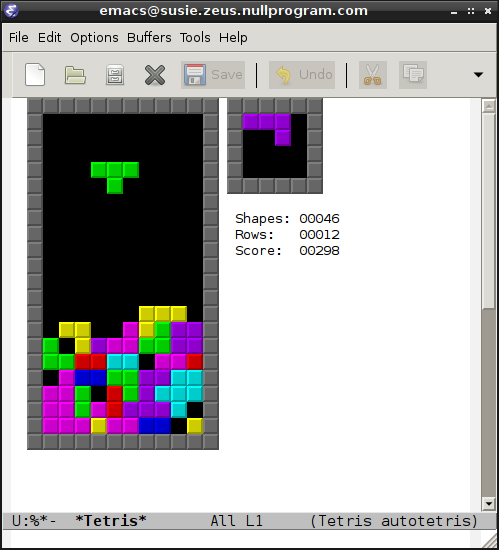 emacs@susie.zeus.nullprogram.com
File Edit Options Buffers Tools Help
Save Undo
Shapes: 00046
Rows: 00012
Score: 00298
U:%*- *Tetris* All L1 (Tetris autotetris)